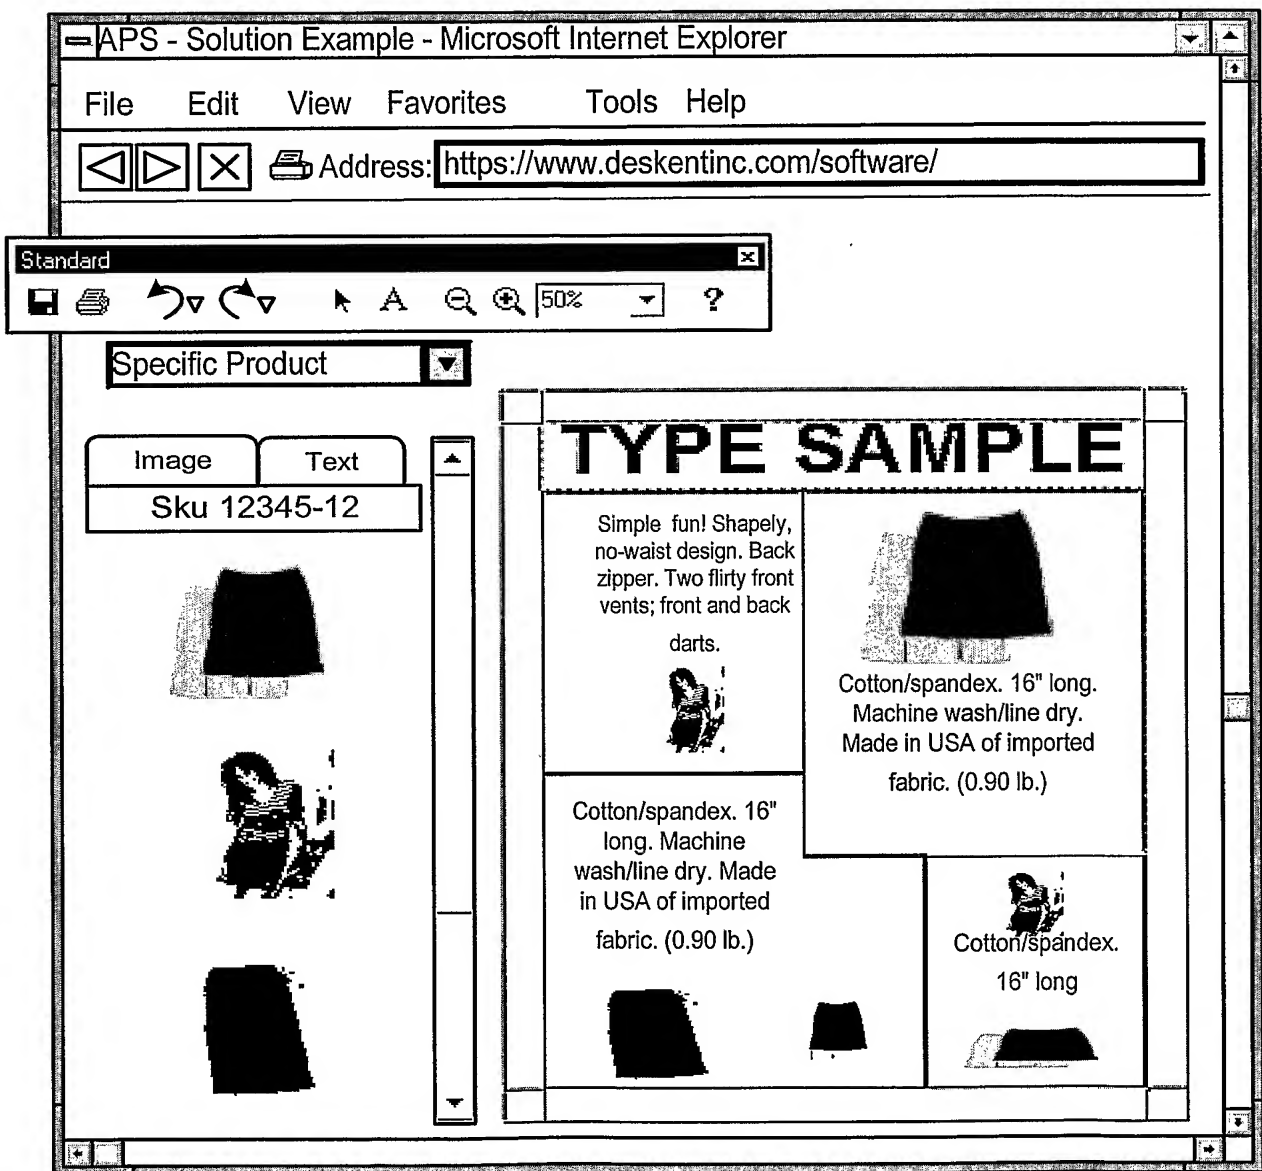 APS - Solution Example - Microsoft Internet Explorer
File Edit View Favorites Tools Help
Address: https://www.deskentinc.com/software/
Standard
A 50% ?
Specific Product
Image Text
Sku 12345-12
TYPE SAMPLE
Simple fun! Shapely,
no-waist design. Back
zipper. Two flirty front
vents; front and back
darts.
Cotton/spandex. 16" long.
Machine wash/line dry.
Made in USA of imported
fabric. (0.90 lb.)
Cotton/spandex. 16"
long. Machine
wash/line dry. Made
in USA of imported
fabric. (0.90 lb.)
Cotton/spandex.
16" long